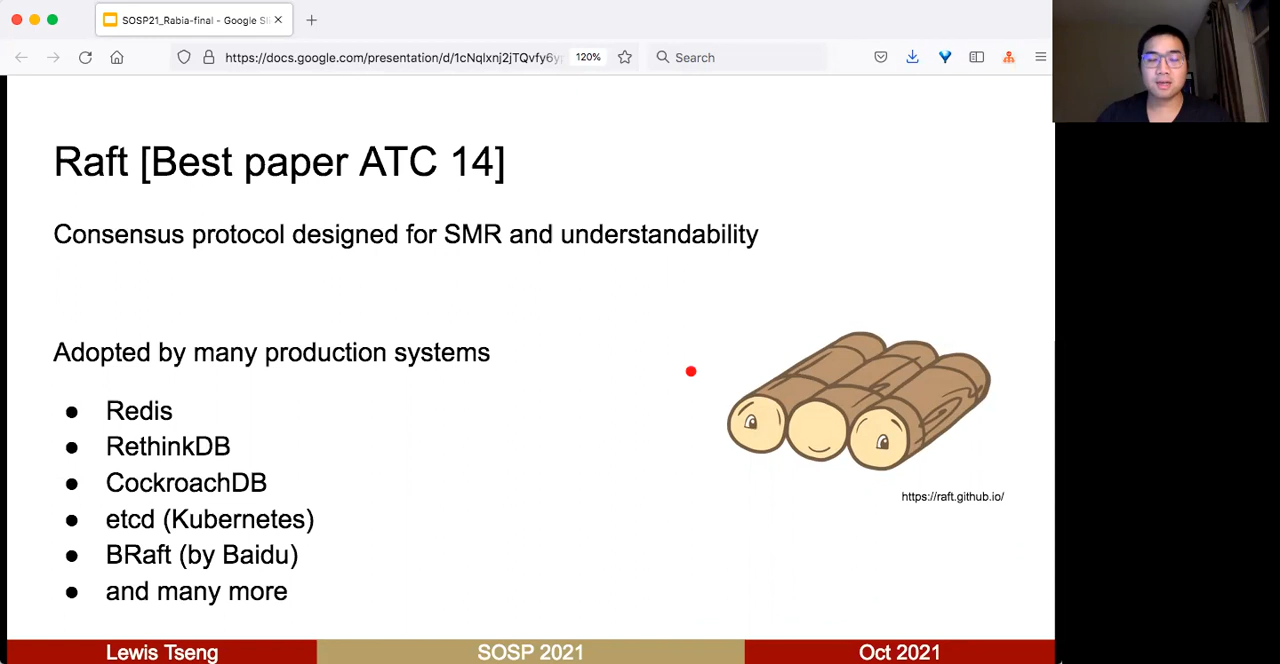 SOSP21_Rabia-final - Google Sli
https://docs.google.com/presentation/d/1cNqlxnj2jTQvfy6y
120%
Search
Raft [Best paper ATC 14]
Consensus protocol designed for SMR and understandability
Adopted by many production systems
● Redis
● RethinkDB
● CockroachDB
● etcd (Kubernetes)
● BRaft (by Baidu)
● and many more
https://raft.github.io/
Lewis Tseng
SOSP 2021
Oct 2021